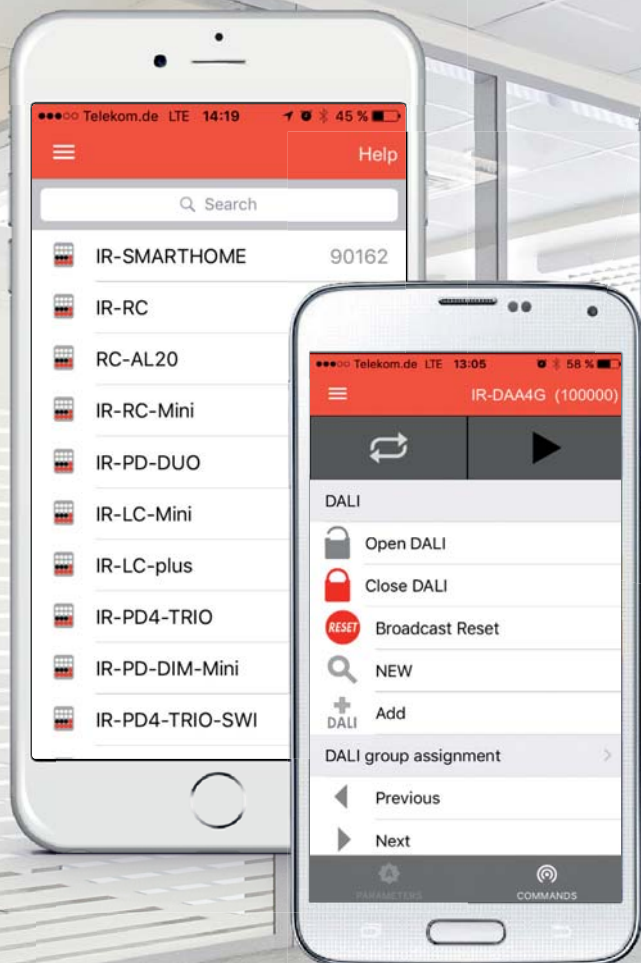 Telekom.de LTE 14:19 45 %
Help
Search
IR-SMARTHOME 90162
IR-RC
RC-AL20
IR-RC-Mini
IR-PD-DUO
IR-LC-Mini
IR-LC-plus
IR-PD4-TRIO
IR-PD-DIM-Mini
IR-PD4-TRIO-SWI
Telekom.de LTE 13:05 58 %
IR-DAA4G (100000)
DALI
Open DALI
Close DALI
RESET Broadcast Reset
NEW
DALI Add
DALI group assignment
Previous
Next
PARAMETERS
COMMANDS